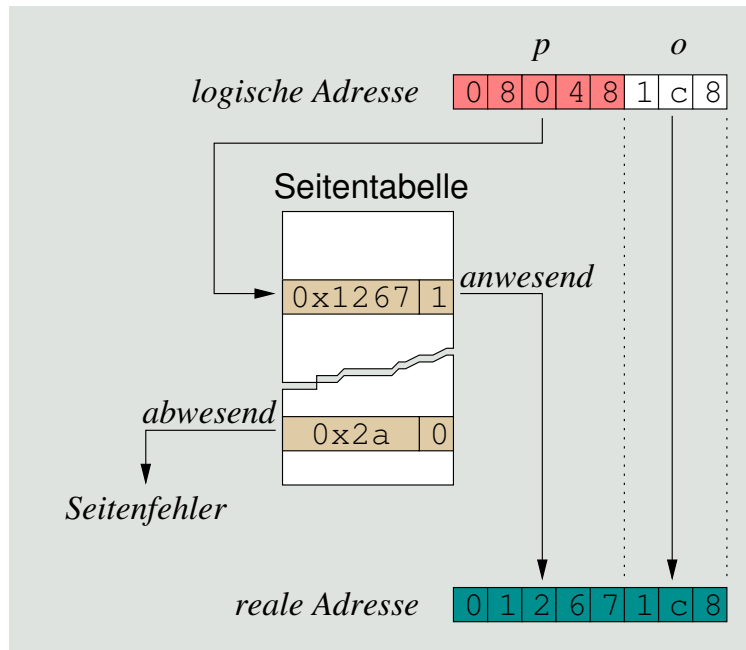 p o
logische Adresse 0 8 0 4 8 1 c 8
Seitentabelle
0x1267 1 anwesend
abwesend
0x2a 0
Seitenfehler
reale Adresse 0 1 2 6 7 1 c 8